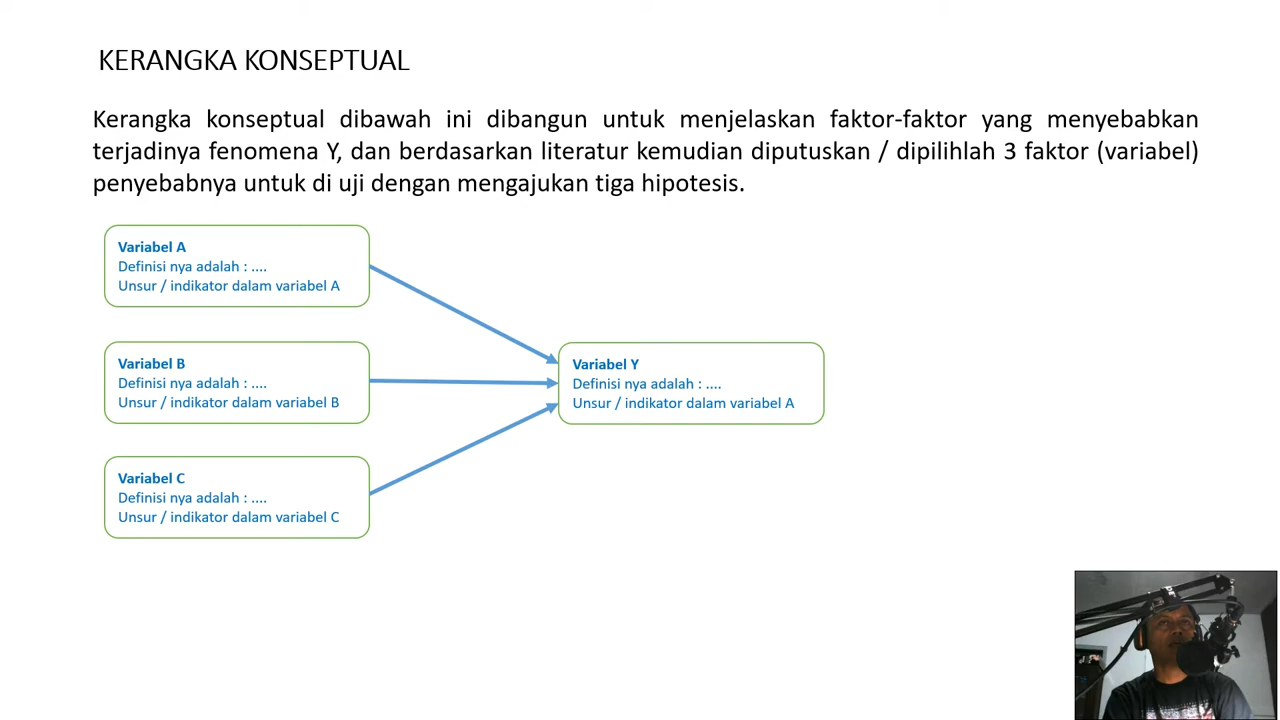 KERANGKA KONSEPTUAL
Kerangka konseptual dibawah ini dibangun untuk menjelaskan faktor-faktor yang menyebabkan
terjadinya fenomena Y, dan berdasarkan literatur kemudian diputuskan / dipilihlah 3 faktor (variabel)
penyebabnya untuk di uji dengan mengajukan tiga hipotesis.
Variabel A
Definisi nya adalah : ....
Unsur / indikator dalam variabel A
Variabel B
Definisi nya adalah : ....
Unsur / indikator dalam variabel B
Variabel C
Definisi nya adalah : ....
Unsur / indikator dalam variabel C
Variabel Y
Definisi nya adalah : ....
Unsur / indikator dalam variabel A